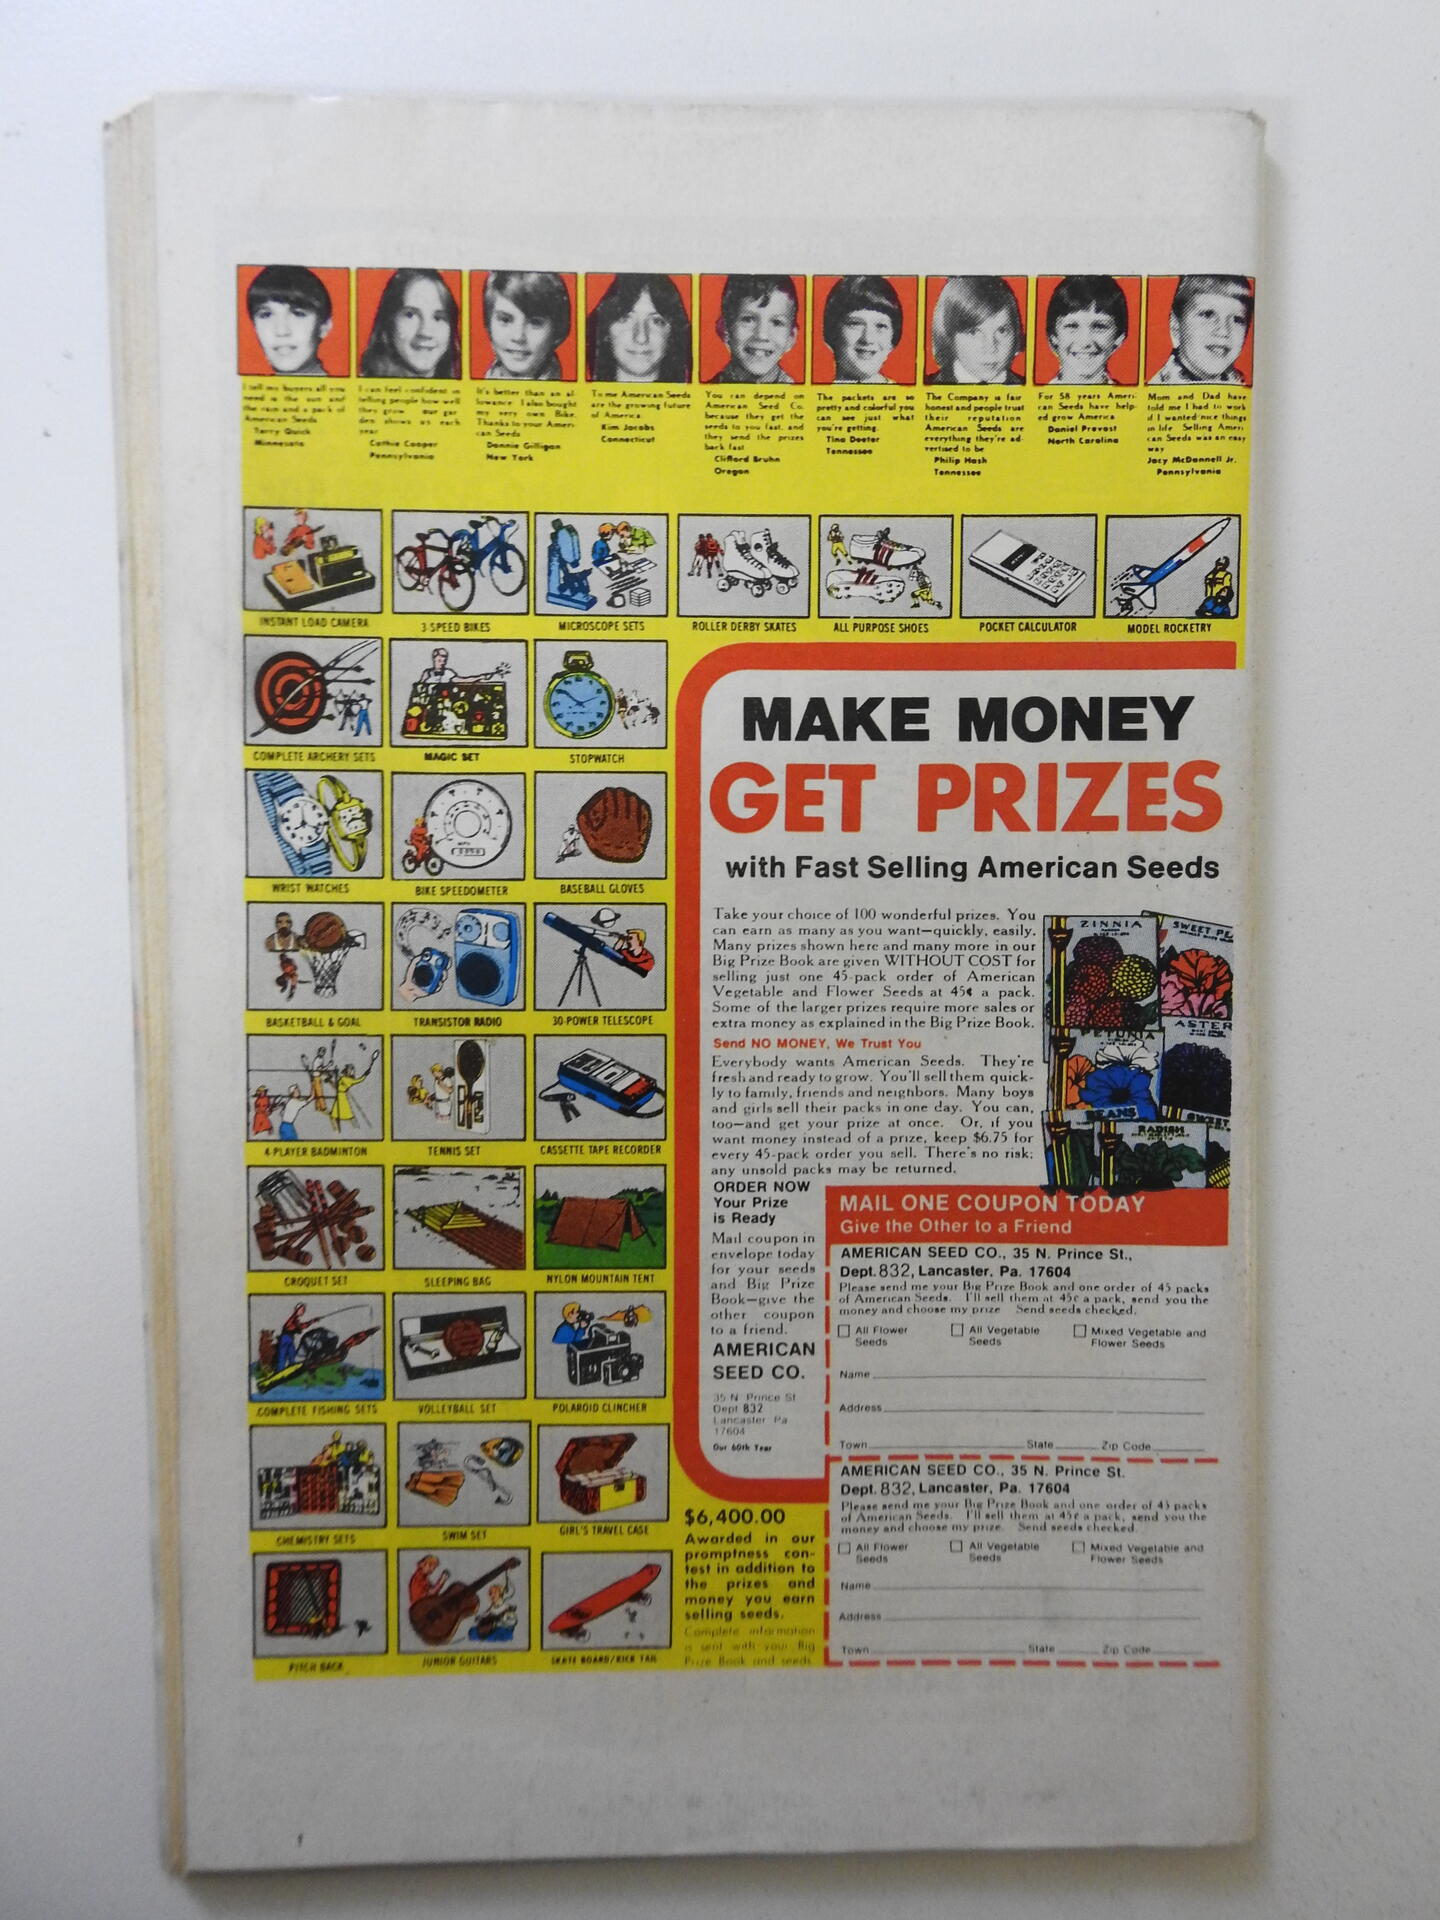 I tell my buyers all you
need is the sun and
the rain and a pack of
American Seeds
Terry Quick
Minnesota
I can feel confident in
telling people how well
they grow our gar
den shows us each
year
Cathie Cooper
Pennsylvania
It's better than an al-
lowance I also bought
my very own Bike.
Thanks to your Ameri-
can Seeds
Donnie Gilligan
New York
To me American Seeds
are the growing future
of America.
Kim Jacobs
Connecticut
You can depend on
American Seed Co.
because they get the
seeds to you fast, and
they send the prizes
back fast
Clifford Bruhn
Oregon
The packets are so
pretty and colorful you
can see just what
you're getting.
Tina Deeter
Tennessee
The Company is fair
honest and people trust
their reputation
American Seeds are
everything they're ad-
vertised to be
Philip Hash
Tennessee
For 58 years Ameri-
can Seeds have help-
ed grow America
Daniel Prevost
North Carolina
Mom and Dad have
told me I had to work
if I wanted nice things
in life Selling Ameri
can Seeds was an easy
way
Jacy McDonnell Jr.
Pennsylvania
INSTANT LOAD CAMERA
3 SPEED BIKES
MICROSCOPE SETS
ROLLER DERBY SKATES
ALL PURPOSE SHOES
POCKET CALCULATOR
MODEL ROCKETRY
COMPLETE ARCHERY SETS
MAGIC SET
STOPWATCH
WRIST WATCHES
BIKE SPEEDOMETER
BASEBALL GLOVES
BASKETBALL & GOAL
TRANSISTOR RADIO
30-POWER TELESCOPE
4-PLAYER BADMINTON
TENNIS SET
CASSETTE TAPE RECORDER
CROQUET SET
SLEEPING BAG
NYLON MOUNTAIN TENT
COMPLETE FISHING SETS
VOLLEYBALL SET
POLAROID CLINCHER
CHEMISTRY SETS
SWIM SET
GIRL'S TRAVEL CASE
PITCH BACK
JUNIOR GUITARS
SKATE BOARD/KICK TAIL
MAKE MONEY
GET PRIZES
with Fast Selling American Seeds
Take your choice of 100 wonderful prizes. You
can earn as many as you want—quickly, easily.
Many prizes shown here and many more in our
Big Prize Book are given WITHOUT COST for
selling just one 45-pack order of American
Vegetable and Flower Seeds at 45¢ a pack.
Some of the larger prizes require more sales or
extra money as explained in the Big Prize Book.
Send NO MONEY, We Trust You
Everybody wants American Seeds. They're
fresh and ready to grow. You'll sell them quick-
ly to family, friends and neighbors. Many boys
and girls sell their packs in one day. You can,
too—and get your prize at once. Or, if you
want money instead of a prize, keep $6.75 for
every 45-pack order you sell. There's no risk;
any unsold packs may be returned.
ZINNIA
SWEET PE
PETUNIA
ASTER
BEANS
SWEET
RADISH
ORDER NOW
Your Prize
is Ready
Mail coupon in
envelope today
for your seeds
and Big Prize
Book—give the
other coupon
to a friend.
AMERICAN
SEED CO.
35 N Prince St
Dept 832
Lancaster Pa
17604
Our 60th Year
$6,400.00
Awarded in our
promptness con-
test in addition to
the prizes and
money you earn
selling seeds.
Complete information
is sent with your Big
Prize Book and seeds.
MAIL ONE COUPON TODAY
Give the Other to a Friend
AMERICAN SEED CO., 35 N. Prince St.,
Dept. 832, Lancaster, Pa. 17604
Please send me your Big Prize Book and one order of 45 packs
of American Seeds. I'll sell them at 45¢ a pack, send you the
money and choose my prize Send seeds checked.
All Flower Seeds
All Vegetable Seeds
Mixed Vegetable and Flower Seeds
Name
Address
Town State Zip Code
AMERICAN SEED CO., 35 N. Prince St.
Dept. 832, Lancaster, Pa. 17604
Please send me your Big Prize Book and one order of 45 packs
of American Seeds. I'll sell them at 45¢ a pack, send you the
money and choose my prize. Send seeds checked.
All Flower Seeds
All Vegetable Seeds
Mixed Vegetable and Flower Seeds
Name
Address
Town State Zip Code